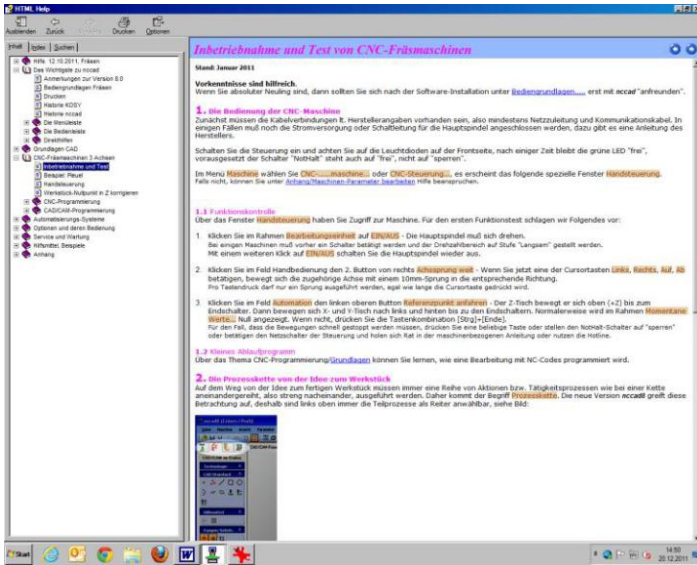 HTML Help
Ausblenden
Zurück
Drucken
Optionen
Inhalt
Index
Suchen
Hilfe, 12.10.2011, Fräsen
Das Wichtigste zu nccad
Anmerkungen zur Version 8.0
Bediengrundlagen Fräsen
Drucken
Historie KOSY
Historie nccad
Die Menüleiste
Die Bedienleiste
Direkthilfen
Grundlagen CAD
CNC-Fräsmaschinen 3-Achsen
Inbetriebnahme und Test
Beispiel: Pleuel
Handsteuerung
Werkstück-Nullpunkt in Z korrigieren
CNC-Programmierung
CAD/CAM-Programmierung
Automatisierungs-Systeme
Optionen und deren Bedienung
Service und Wartung
Hilfsmittel, Beispiele
Anhang
Inbetriebnahme und Test von CNC-Fräsmaschinen
Stand: Januar 2011
Vorkenntnisse sind hilfreich.
Wenn Sie absoluter Neuling sind, dann sollten Sie sich nach der Software-Installation unter Bediengrundlagen..... erst mit nccad "anfreunden".
1. Die Bedienung der CNC-Maschine
Zunächst müssen die Kabelverbindungen lt. Herstellerangaben vorhanden sein, also mindestens Netzzuleitung und Kommunikationskabel. In
einigen Fällen muß noch die Stromversorgung oder Schaltleitung für die Hauptspindel angeschlossen werden, dazu gibt es eine Anleitung des
Herstellers.
Schalten Sie die Steuerung ein und achten Sie auf die Leuchtdioden auf der Frontseite, nach einiger Zeit bleibt die grüne LED "frei",
vorausgesetzt der Schalter "NotHalt" steht auch auf "frei", nicht auf "sperren".
Im Menü Maschine wählen Sie CNC-.....maschine... oder CNC-Steuerung..., es erscheint das folgende spezielle Fenster Handsteuerung.
Falls nicht, können Sie unter Anhang/Maschinen-Parameter bearbeiten Hilfe beanspruchen.
1.1 Funktionskontrolle
Über das Fenster Handsteuerung haben Sie Zugriff zur Maschine. Für den ersten Funktionstest schlagen wir Folgendes vor:
1. Klicken Sie im Rahmen Bearbeitungseinheit auf EIN/AUS - Die Hauptspindel muß sich drehen.
Bei einigen Maschinen muß vorher ein Schalter betätigt werden und der Drehzahlbereich auf Stufe "Langsam" gestellt werden.
Mit einem weiteren Klick auf EIN/AUS schalten Sie die Hauptspindel wieder aus.
2. Klicken Sie im Feld Handbedienung den 2. Button von rechts Achssprung weit - Wenn Sie jetzt eine der Cursortasten Links, Rechts, Auf, Ab
betätigen, bewegt sich die zugehörige Achse mit einem 10mm-Sprung in die entsprechende Richtung.
Pro Tastendruck darf nur ein Sprung ausgeführt werden, egal wie lange die Cursortaste gedrückt wird.
3. Klicken Sie im Feld Automation den linken oberen Button Referenzpunkt anfahren - Der Z-Tisch bewegt er sich oben (+Z) bis zum
Endschalter. Dann bewegen sich X- und Y-Tisch nach links und hinten bis zu den Endschaltern. Normalerweise wird im Rahmen Momentane
Werte... Null angezeigt. Wenn nicht, drücken Sie die Tastenkombination [Strg]+[Ende].
Für den Fall, dass die Bewegungen schnell gestoppt werden müssen, drücken Sie eine beliebige Taste oder stellen den NotHalt-Schalter auf "sperren"
oder betätigen den Netzschalter der Steuerung und holen sich Rat in der maschinenbezogenen Anleitung oder nutzen die Hotline.
1.2 Kleines Ablaufprogramm
Über das Thema CNC-Programmierung/Grundlagen können Sie lernen, wie eine Bearbeitung mit NC-Codes programmiert wird.
2. Die Prozesskette von der Idee zum Werkstück
Auf dem Weg von der Idee zum fertigen Werkstück müssen immer eine Reihe von Aktionen bzw. Tätigkeitsprozessen wie bei einer Kette
aneinandergereiht, also streng nacheinander, ausgeführt werden. Daher kommt der Begriff Prozesskette. Die neue Version nccad8 greift diese
Betrachtung auf, deshalb sind links oben immer die Teilprozesse als Reiter anwählbar, siehe Bild:
Start
14:50
20.12.2011